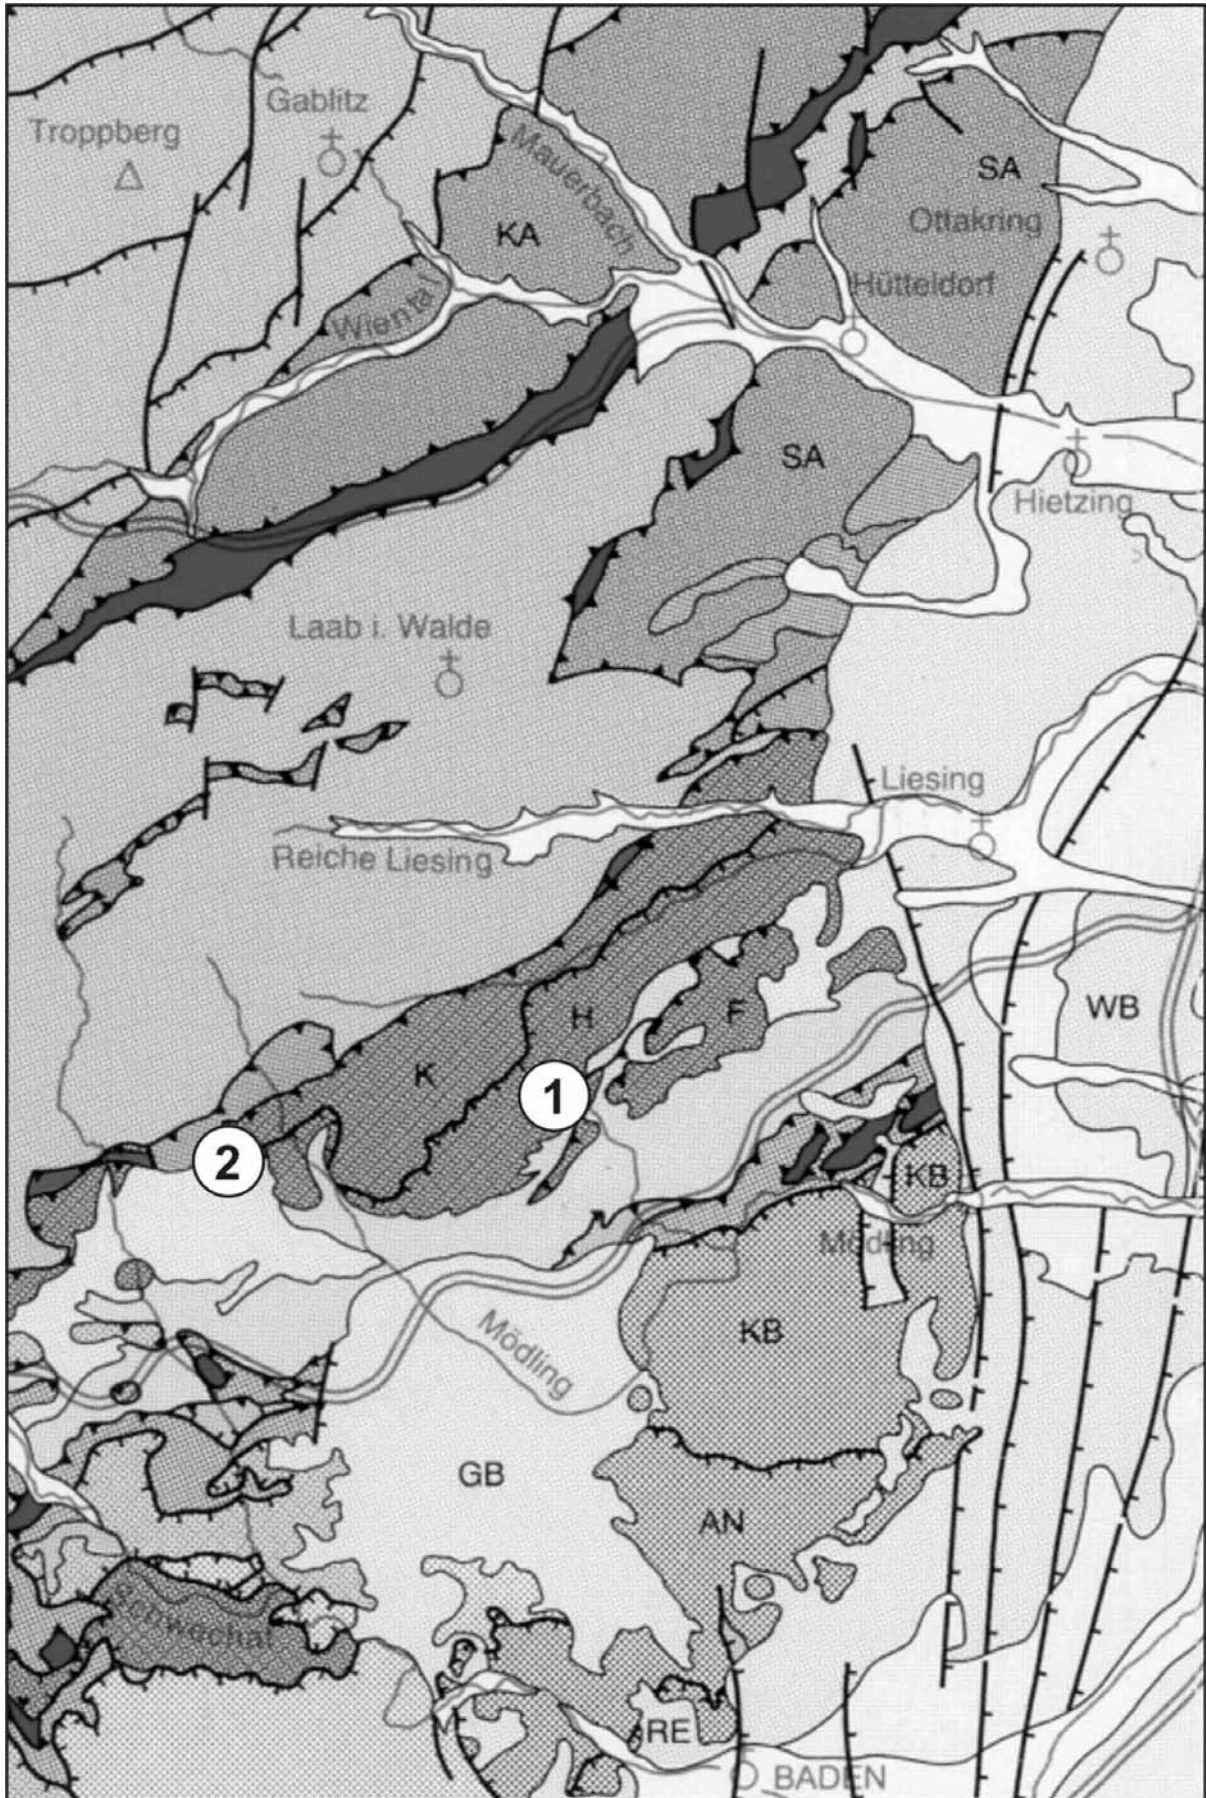 Gablitz
Troppberg
Mauerbach
SA
KA
Ottakring
Wiental
Hütteldorf
SA
Hietzing
Laab i. Walde
Liesing
Reiche Liesing
H
F
WB
K
1
2
KB
Mödling
KB
Mödling
GB
AN
Schwechat
RE
BADEN